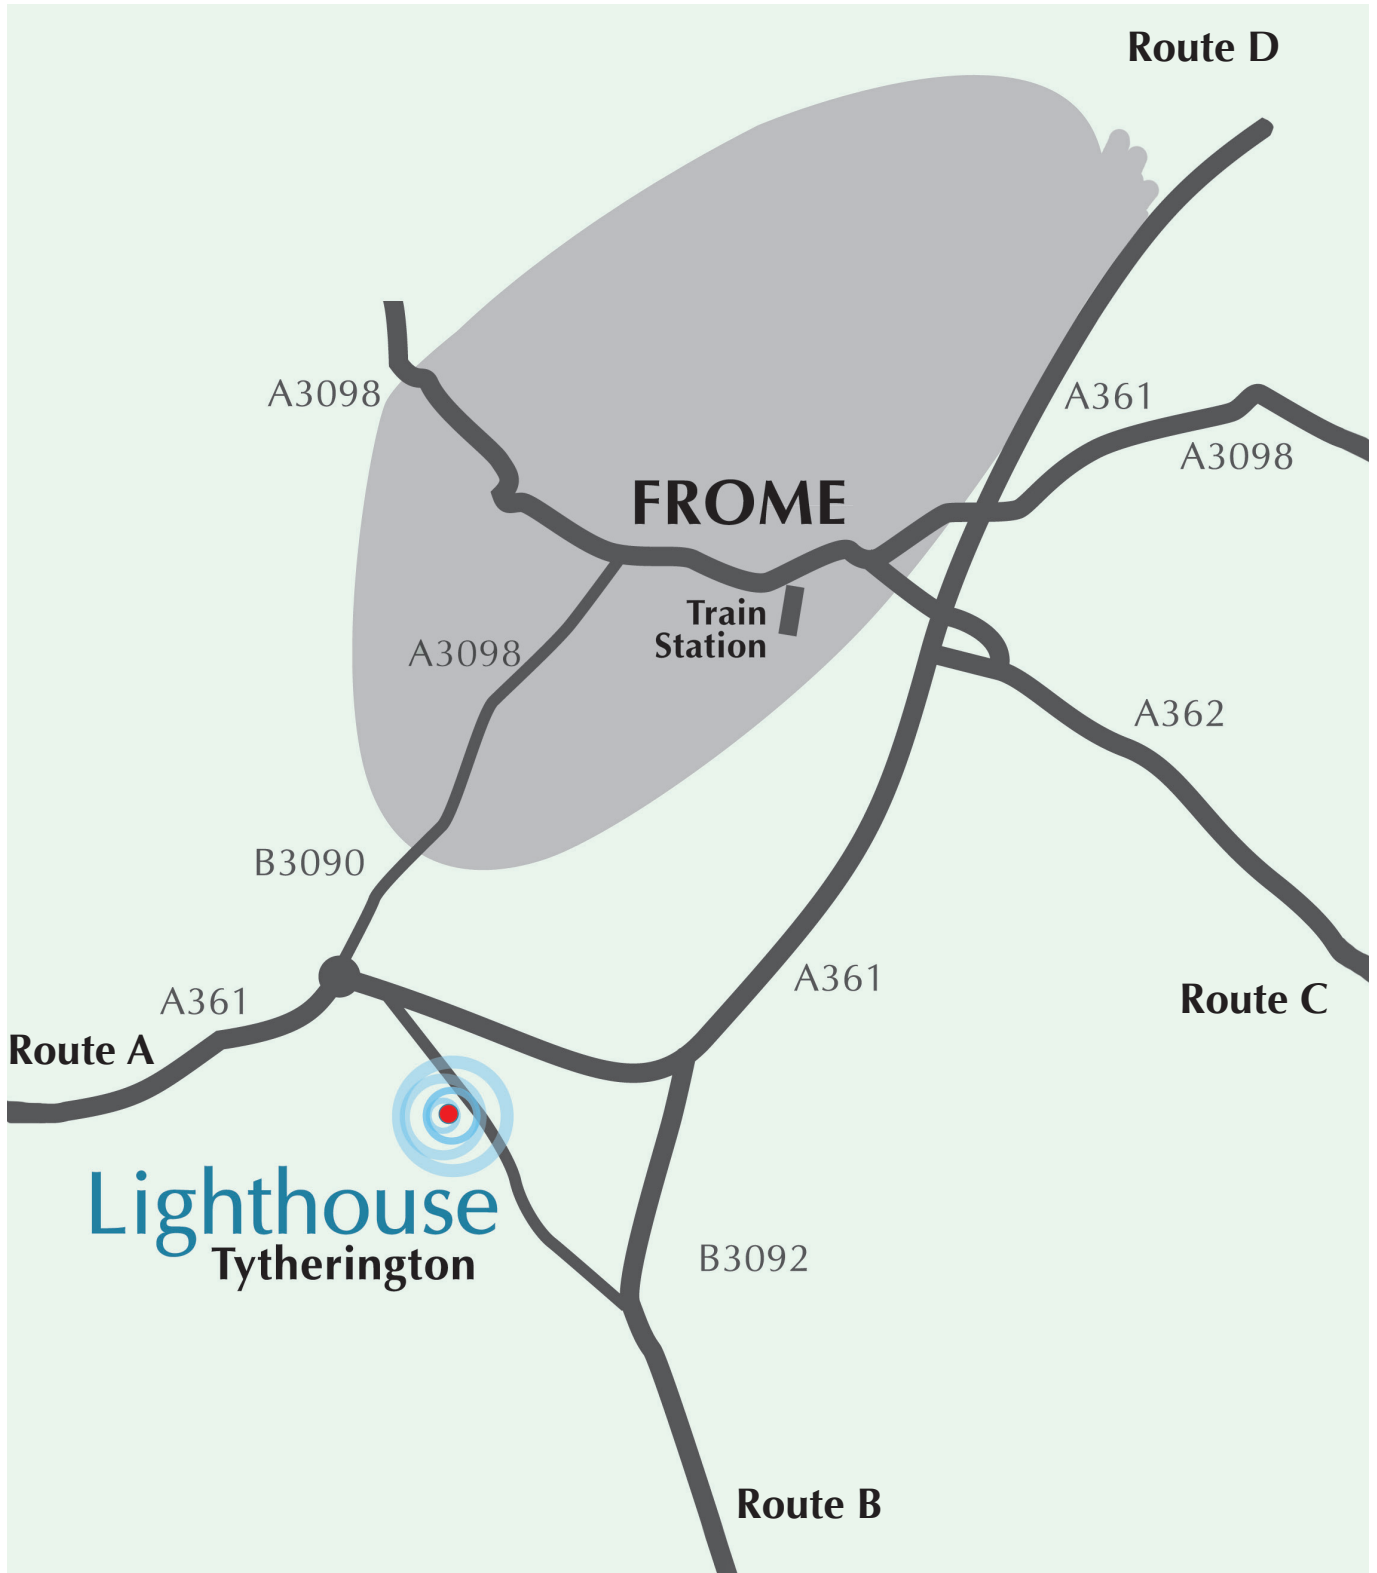 Route D
A3098
A361
A3098
FROME
Train
Station
A3098
A362
B3090
A361
A361
Route C
Route A
Lighthouse
Tytherington
B3092
Route B